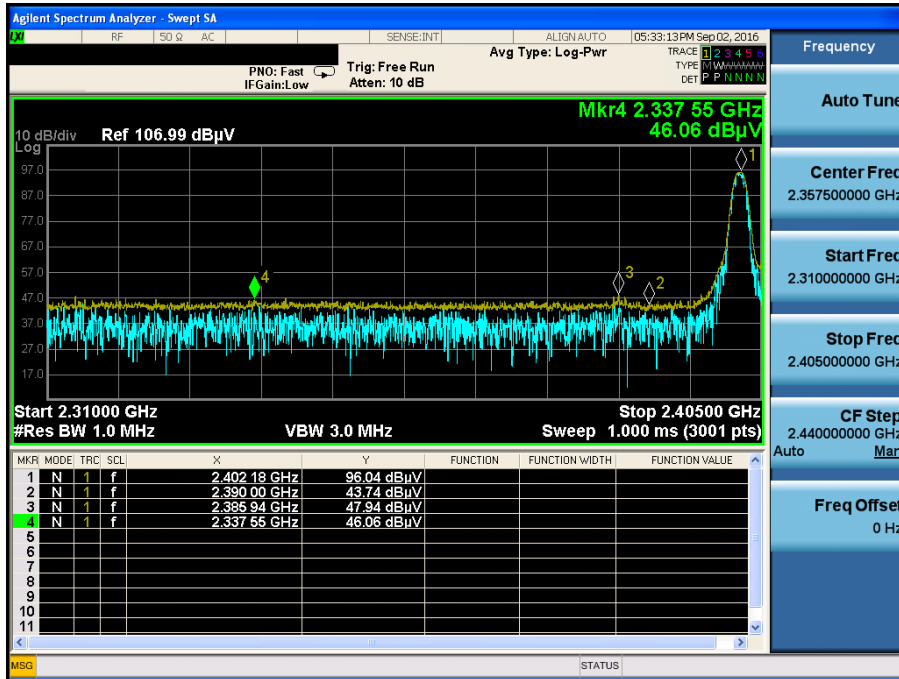 Agilent Spectrum Analyzer - Swept SA
LXI RF 50 Ω AC SENSE:INT ALIGN AUTO 05:33:13 PM Sep 02, 2016
Avg Type: Log-Pwr TRACE 1 2 3 4 5 6
PNO: Fast Trig: Free Run TYPE M W
IFGain:Low Atten: 10 dB DET P P N N N N
Mkr4 2.337 55 GHz
10 dB/div Ref 106.99 dBµV 46.06 dBµV
Log
1
97.0
87.0
77.0
67.0
57.0
4 3 2
47.0
37.0
27.0
17.0
Start 2.31000 GHz Stop 2.40500 GHz
#Res BW 1.0 MHz VBW 3.0 MHz Sweep 1.000 ms (3001 pts)
MKR MODE TRC SCL X Y FUNCTION FUNCTION WIDTH FUNCTION VALUE
1 N 1 f 2.402 18 GHz 96.04 dBµV
2 N 1 f 2.390 00 GHz 43.74 dBµV
3 N 1 f 2.385 94 GHz 47.94 dBµV
4 N 1 f 2.337 55 GHz 46.06 dBµV
5
6
7
8
9
10
11
MSG STATUS
Frequency
Auto Tune
Center Freq
2.357500000 GHz
Start Freq
2.310000000 GHz
Stop Freq
2.405000000 GHz
CF Step
2.440000000 GHz
Auto Man
Freq Offset
0 Hz